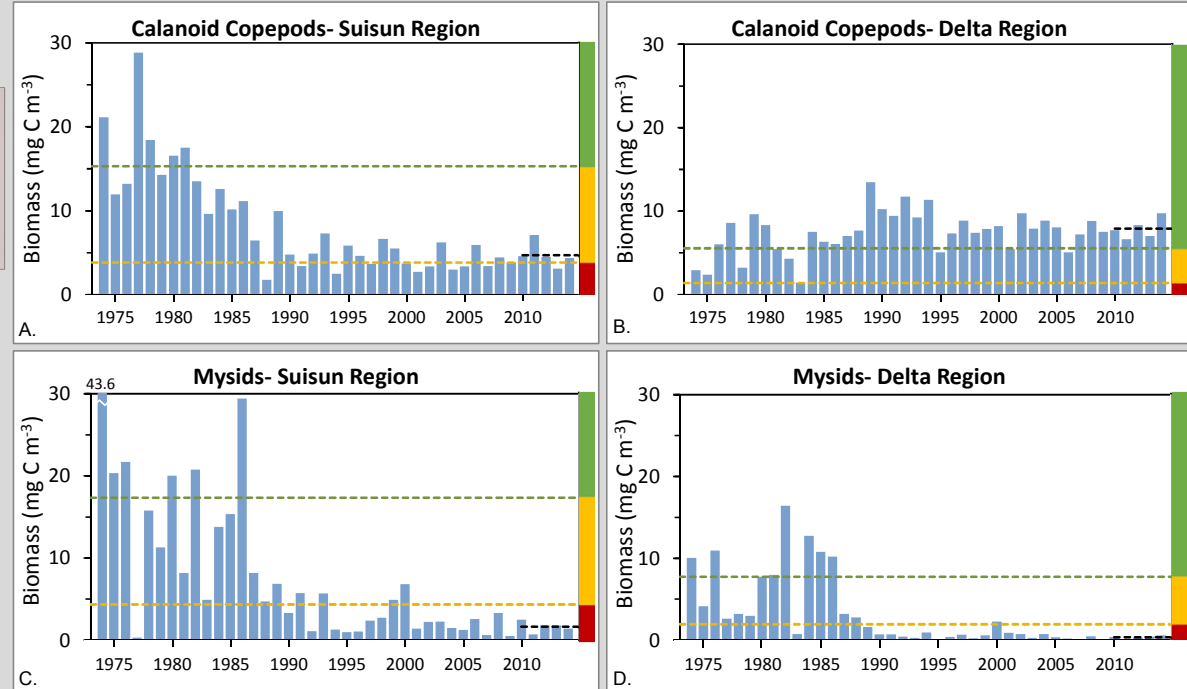 Calanoid Copepods- Suisun Region
Biomass (mg C m⁻³)
30
20
10
0
1975 1980 1985 1990 1995 2000 2005 2010
A.
Calanoid Copepods- Delta Region
Biomass (mg C m⁻³)
30
20
10
0
1975 1980 1985 1990 1995 2000 2005 2010
B.
Mysids- Suisun Region
43.6
Biomass (mg C m⁻³)
30
20
10
0
1975 1980 1985 1990 1995 2000 2005 2010
C.
Mysids- Delta Region
Biomass (mg C m⁻³)
30
20
10
0
1975 1980 1985 1990 1995 2000 2005 2010
D.